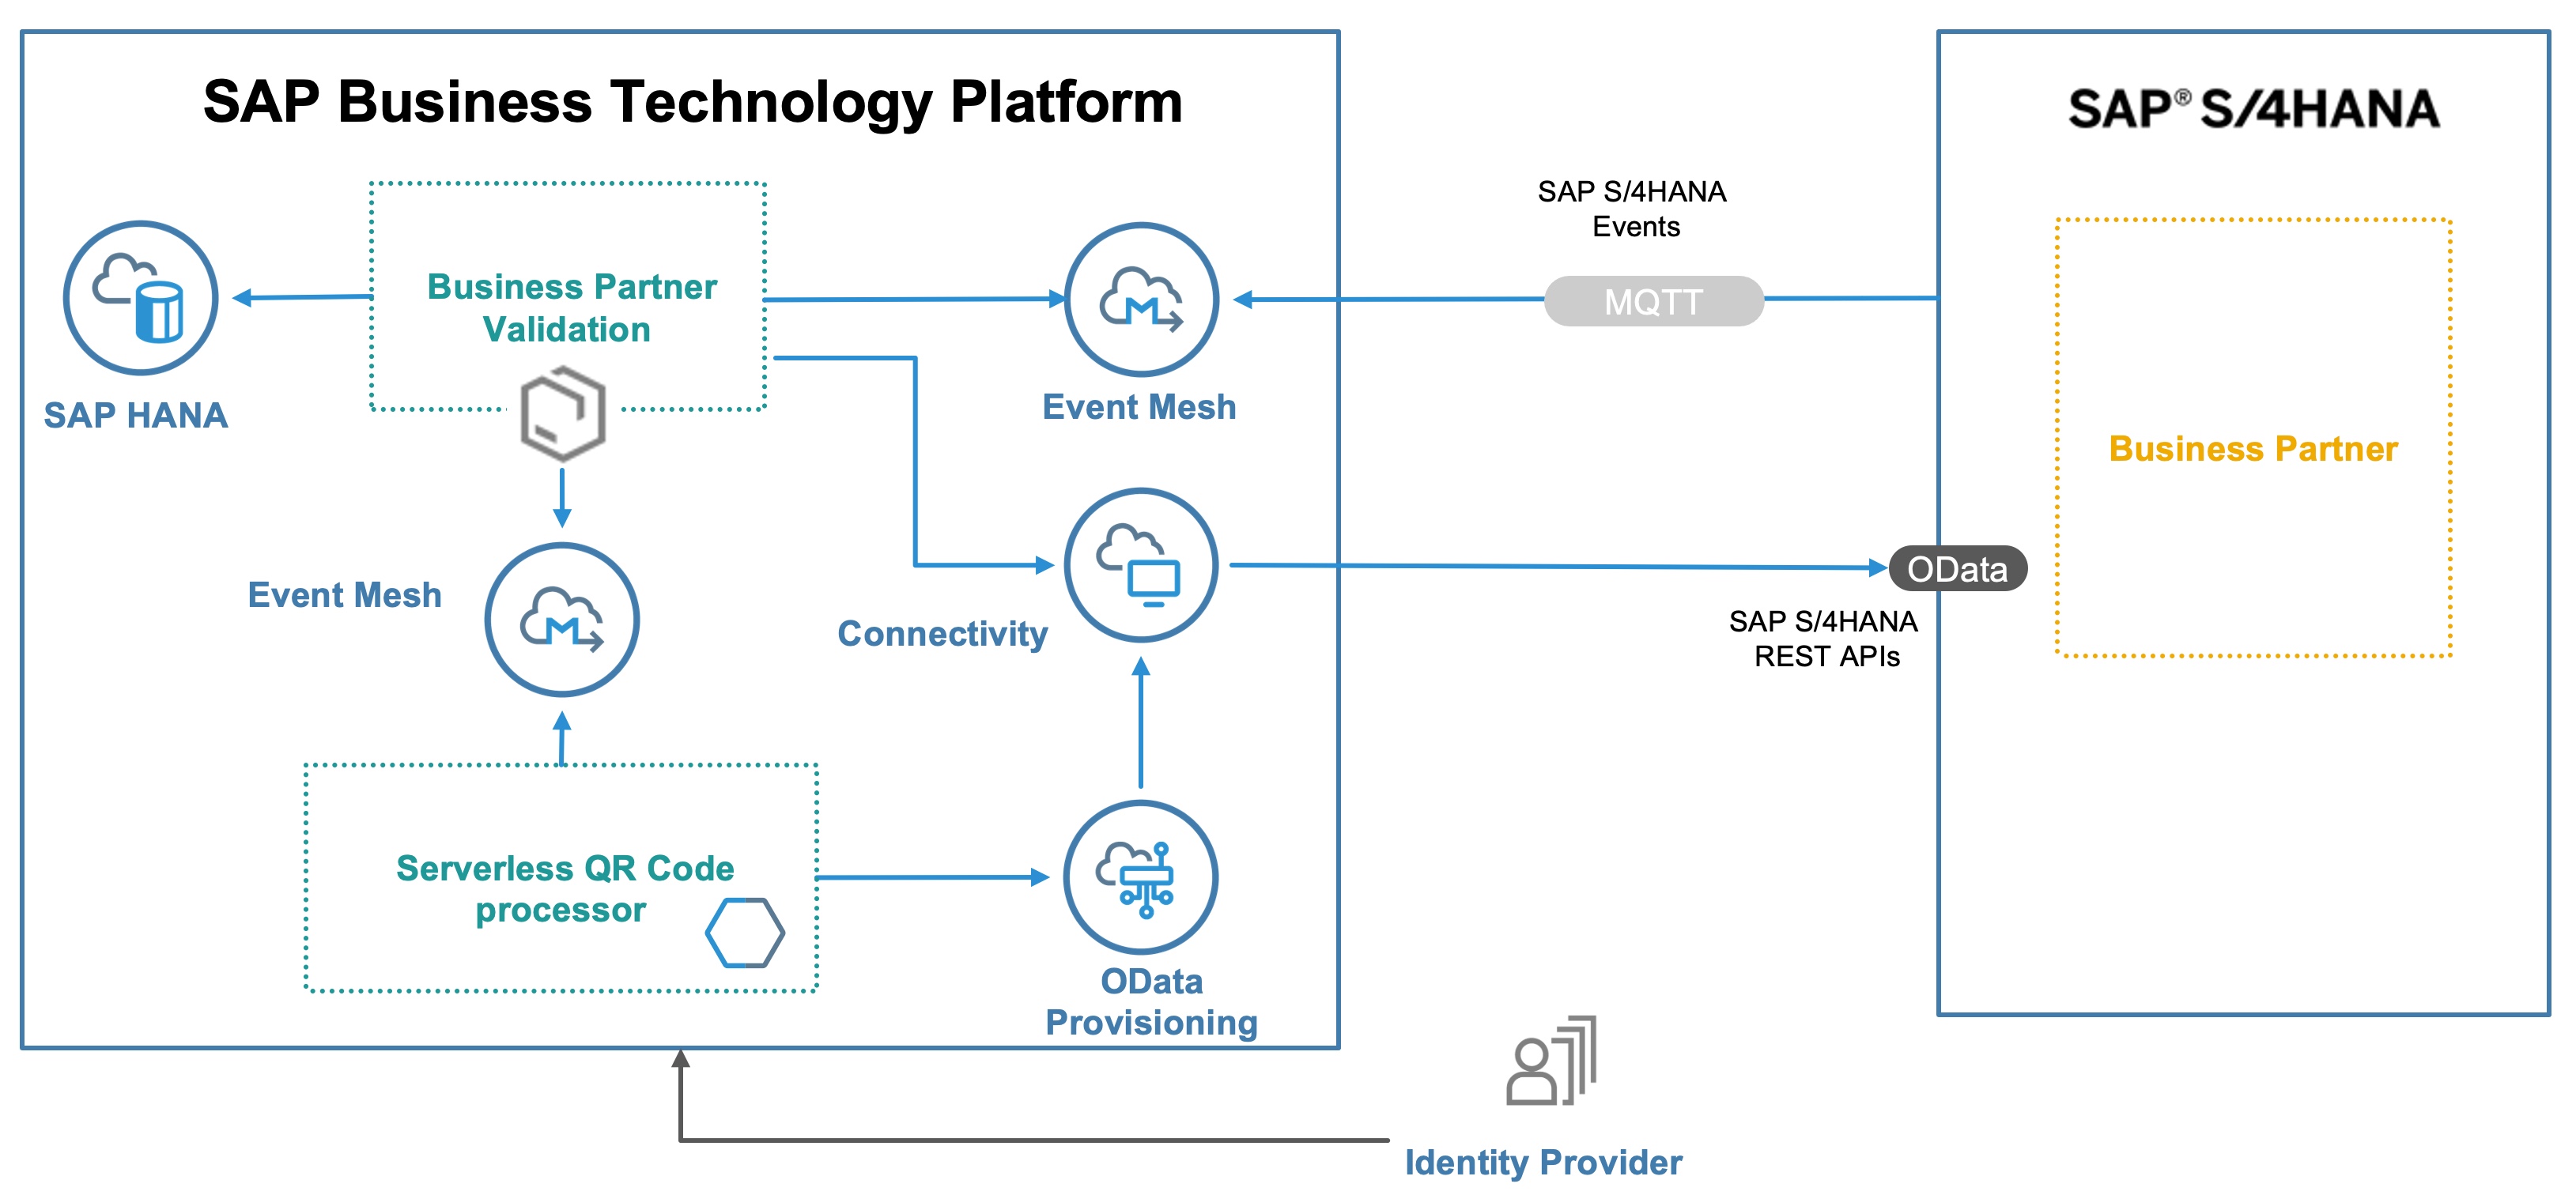 SAP Business Technology Platform
SAP® S/4HANA
SAP S/4HANA
Events
MQTT
Business Partner
Validation
SAP HANA
Event Mesh
Business Partner
Event Mesh
Connectivity
OData
SAP S/4HANA
REST APIs
Serverless QR Code
processor
OData
Provisioning
Identity Provider